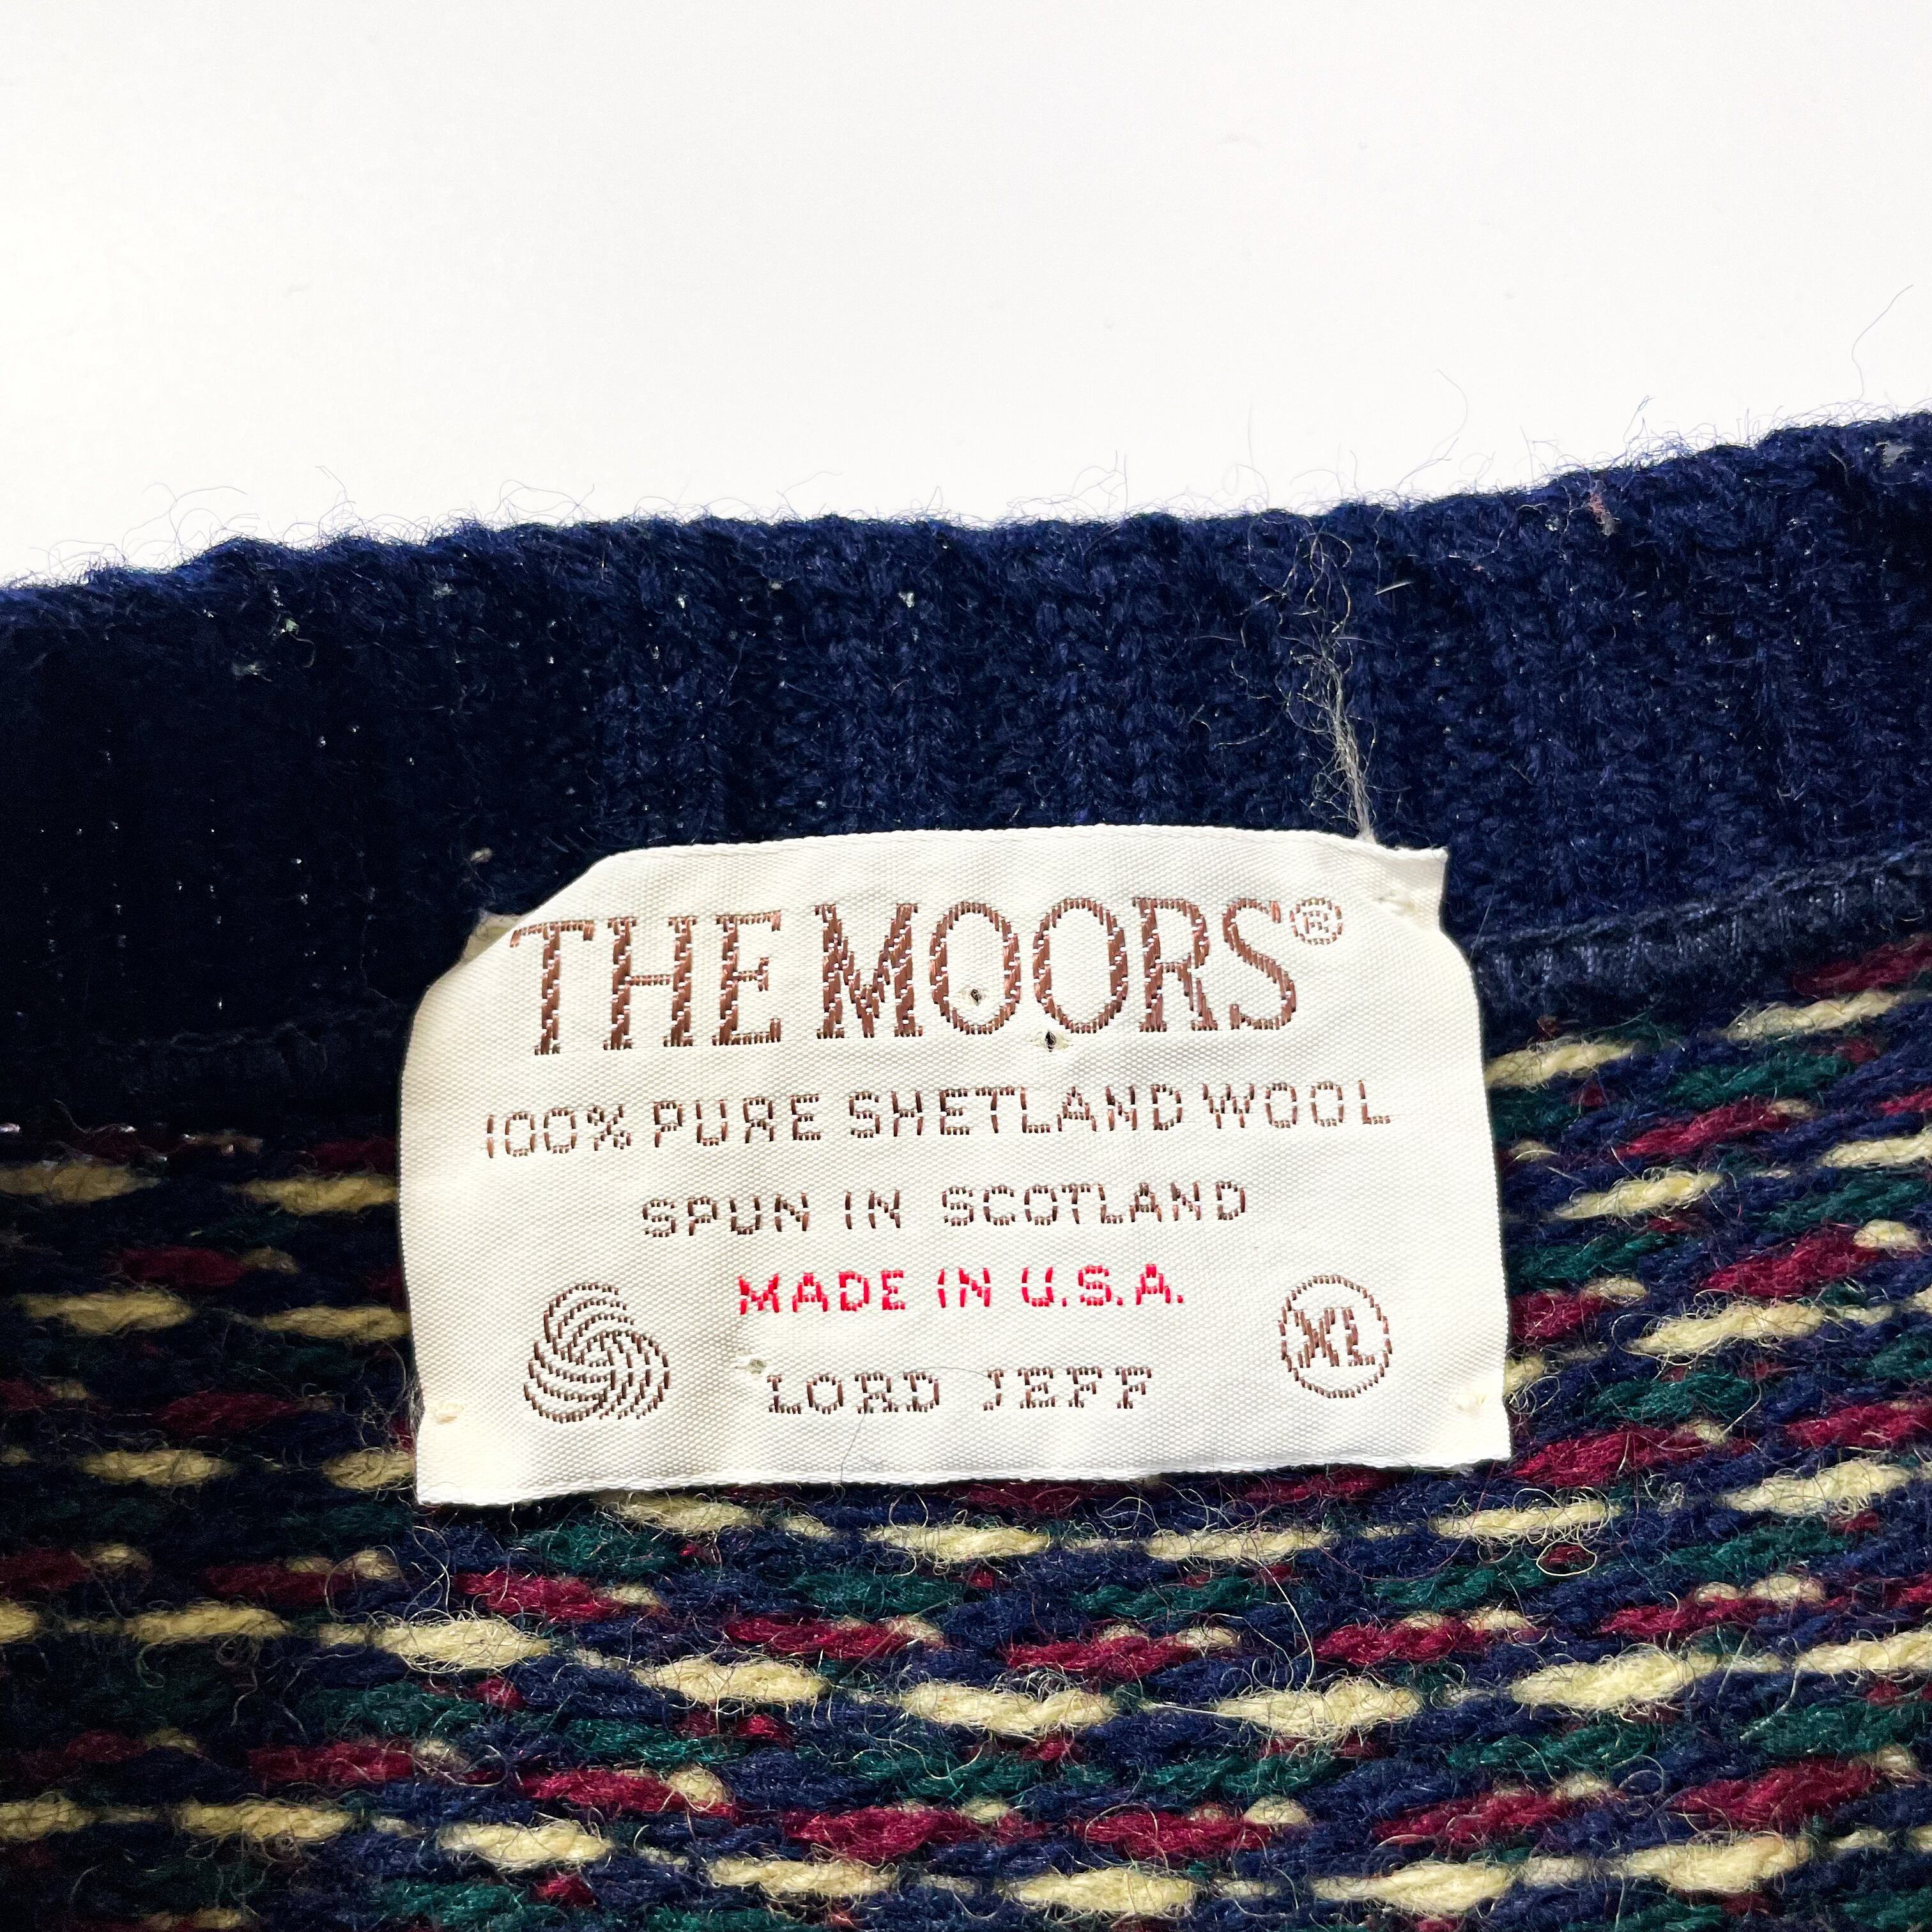 THE MOORS®
100% PURE SHETLAND WOOL
SPUN IN SCOTLAND
MADE IN U.S.A.
XL
LORD JEFF